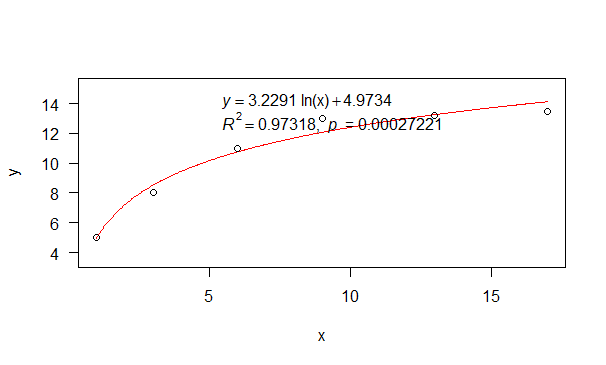 y = 3.2291 ln(x) + 4.9734
R² = 0.97318, p = 0.00027221
14
12
10
8
6
4
y
5 10 15
x